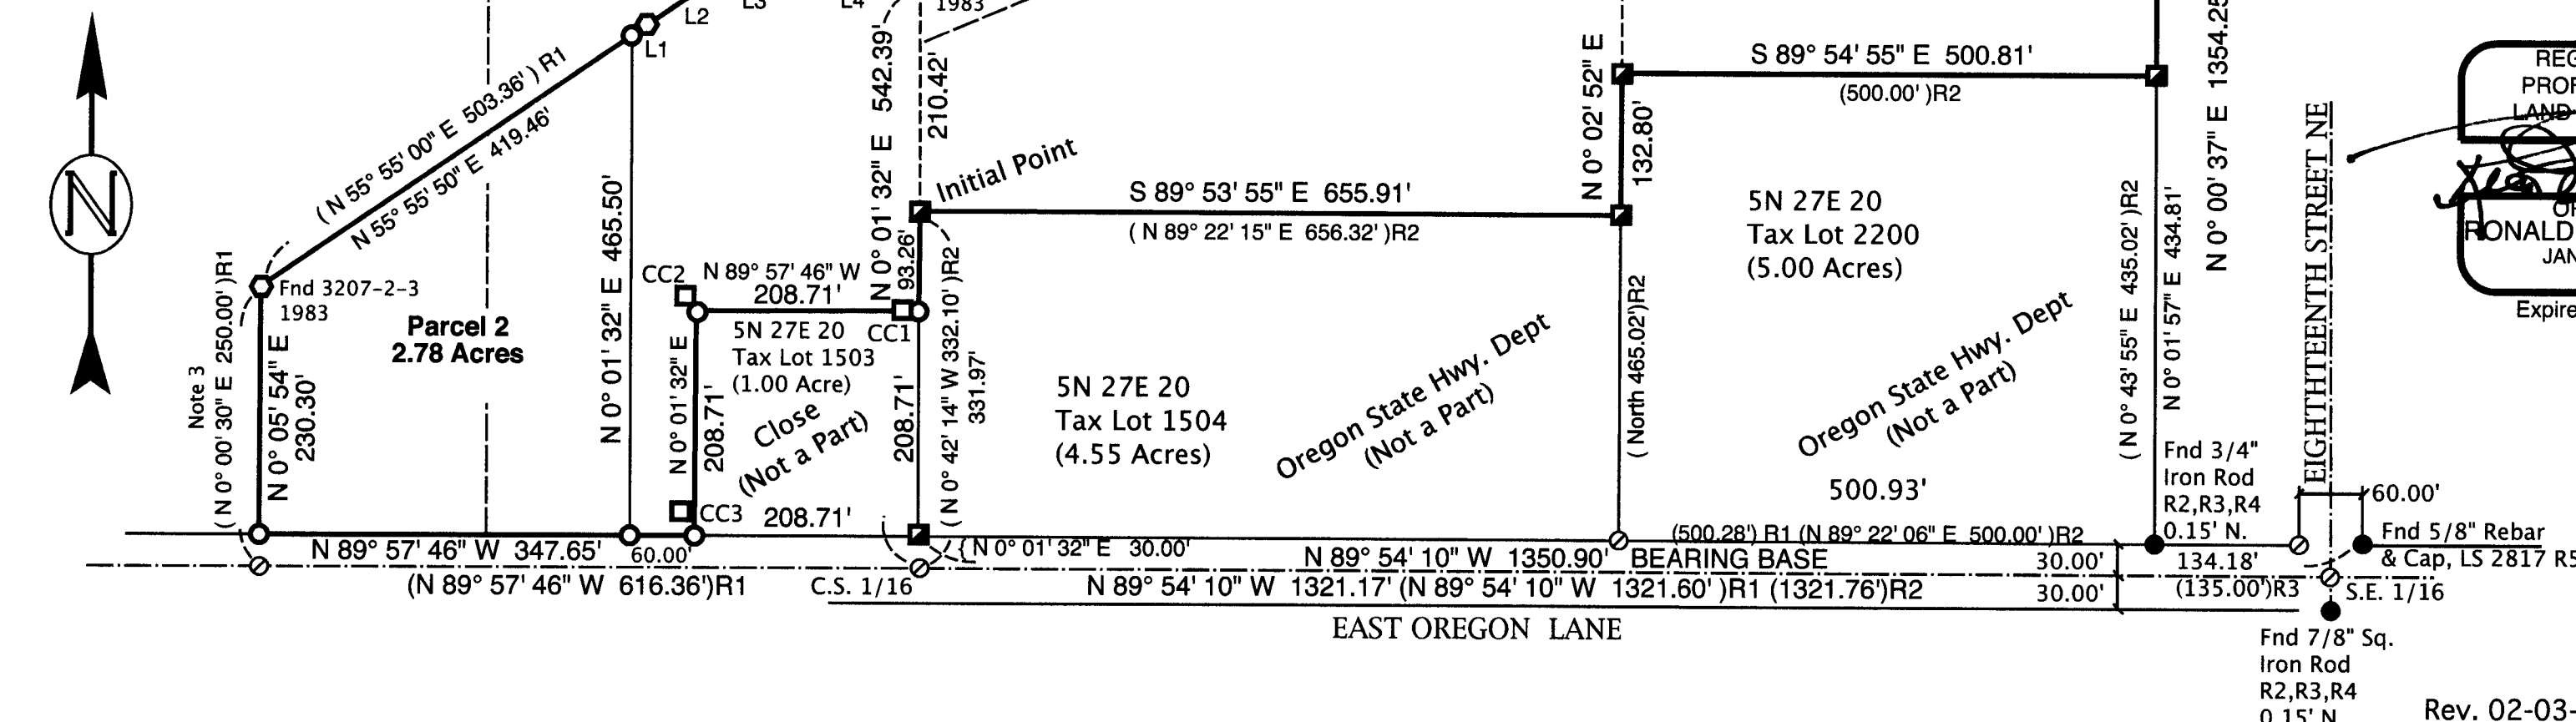 L2
L3
L4
1983
L1
( N 55° 55' 00" E 503.36' ) R1
N 55° 55' 50" E 419.46'
N
Fnd 3207-2-3
1983
Parcel 2
2.78 Acres
Note 3
( N 0° 00' 30" E 250.00' )R1
N 0° 05' 54" E
230.30'
N 0° 01' 32" E 465.50'
N 0° 01' 32" E 542.39'
210.42'
Initial Point
93.26'
CC2
N 89° 57' 46" W
208.71'
CC1
5N 27E 20
Tax Lot 1503
(1.00 Acre)
Close
(Not a Part)
N 0° 01' 32" E
208.71'
CC3
208.71'
208.71'
( N 0° 42' 14" W 332.10' )R2
331.97'
S 89° 53' 55" E 655.91'
( N 89° 22' 15" E 656.32' )R2
5N 27E 20
Tax Lot 1504
(4.55 Acres)
Oregon State Hwy. Dept
(Not a Part)
N 0° 02' 52" E
132.80'
( North 465.02')R2
S 89° 54' 55" E 500.81'
(500.00' )R2
5N 27E 20
Tax Lot 2200
(5.00 Acres)
Oregon State Hwy. Dept
(Not a Part)
500.93'
( N 0° 43' 55" E 435.02' )R2
N 0° 01' 57" E 434.81'
N 0° 00' 37" E 1354.25
EIGHTHTEENTH STREET NE
REG
PROF
LAND
RONALD
JAN
Expire
Fnd 3/4"
Iron Rod
R2,R3,R4
0.15' N.
60.00'
Fnd 5/8" Rebar
& Cap, LS 2817 R5
N 89° 57' 46" W 347.65'
60.00'
(N 89° 57' 46" W 616.36')R1
C.S. 1/16
( N 0° 01' 32" E 30.00'
(500.28') R1 (N 89° 22' 06" E 500.00' )R2
N 89° 54' 10" W 1350.90' BEARING BASE
30.00'
134.18'
N 89° 54' 10" W 1321.17' (N 89° 54' 10" W 1321.60' )R1 (1321.76')R2
30.00'
(135.00')R3
S.E. 1/16
EAST OREGON LANE
Fnd 7/8" Sq.
Iron Rod
R2,R3,R4
0.15' N
Rev. 02-03-